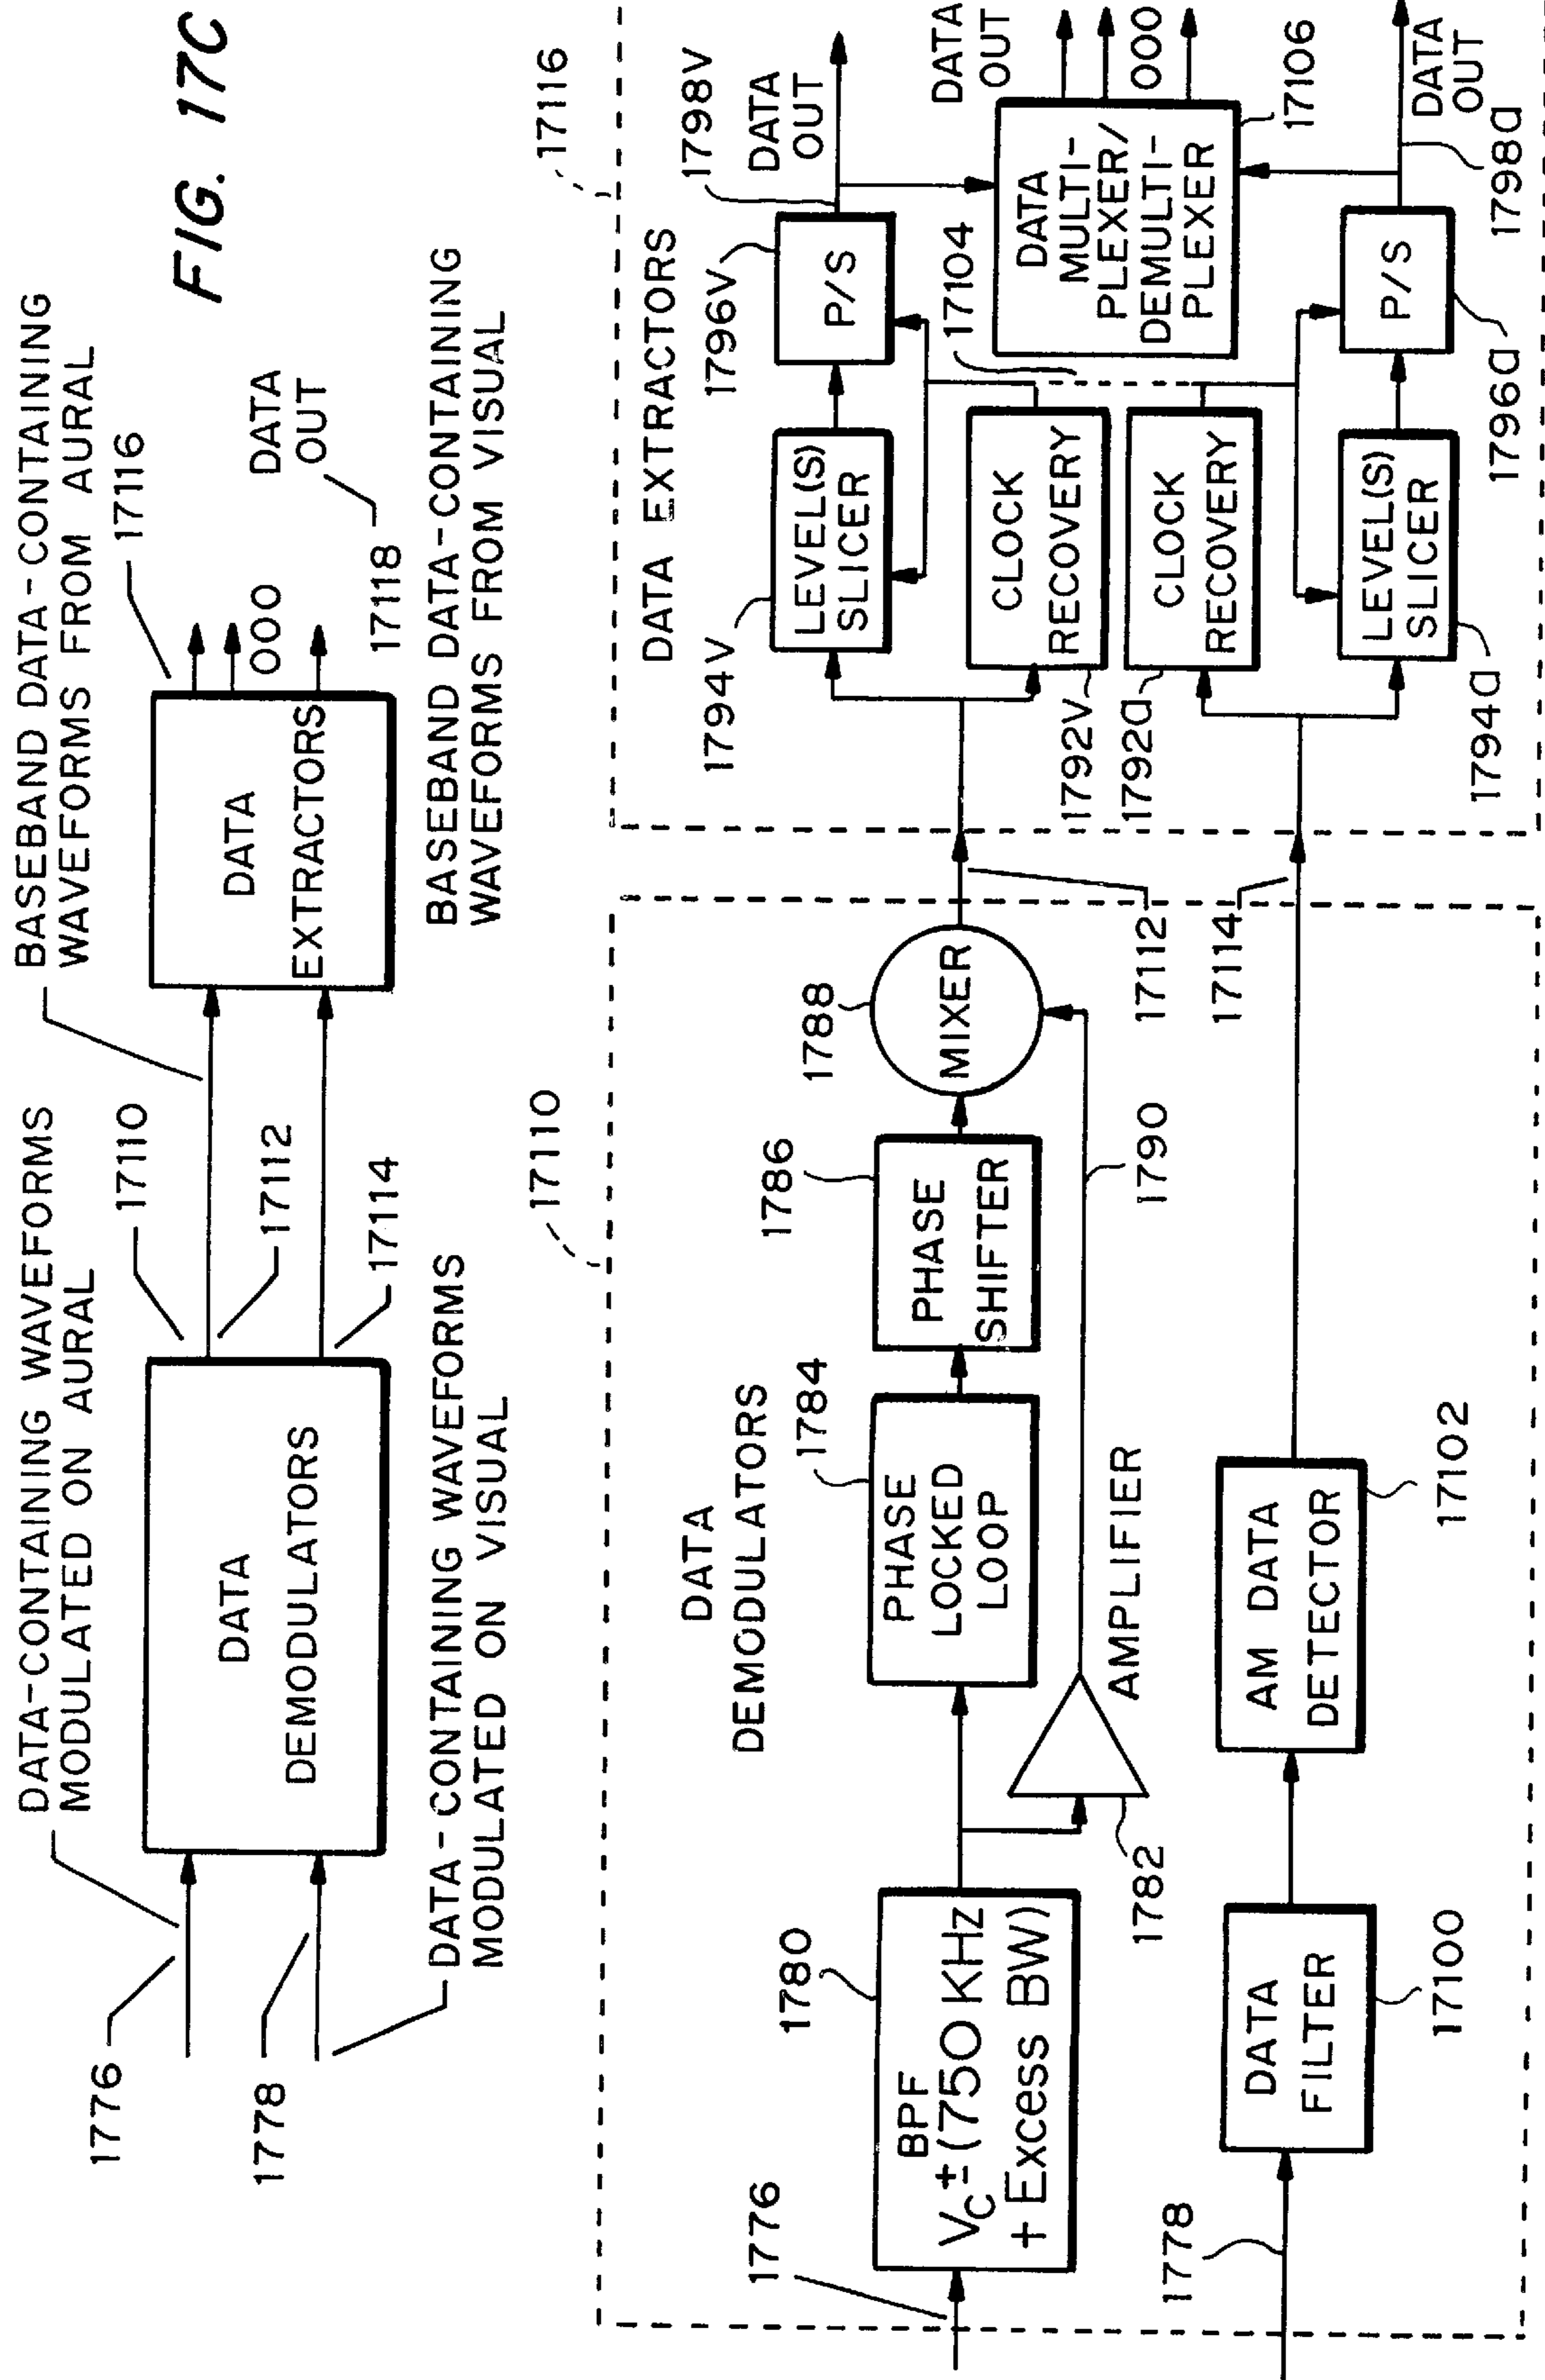 FIG. 17C
DATA-CONTAINING WAVEFORMS
MODULATED ON AURAL
BASEBAND DATA-CONTAINING
WAVEFORMS FROM AURAL
1776
1778
17110
17112
17114
17116
DATA
DEMODULATORS
DATA
EXTRACTORS
000
DATA
OUT
17118
DATA-CONTAINING WAVEFORMS
MODULATED ON VISUAL
BASEBAND DATA-CONTAINING
WAVEFORMS FROM VISUAL
17110
17116
DATA
DEMODULATORS
DATA EXTRACTORS
1776
1780
BPF
VC ± (750 KHz
+ Excess BW)
1782
AMPLIFIER
1784
PHASE
LOCKED
LOOP
1786
PHASE
SHIFTER
1788
MIXER
1790
17112
17114
1794V
LEVEL(S)
SLICER
1796V
P/S
1798V
DATA
OUT
1792V
CLOCK
RECOVERY
17104
DATA
MULTI-
PLEXER/
DEMULTI-
PLEXER
DATA
OUT
000
17106
1792a
CLOCK
RECOVERY
1778
DATA
FILTER
17100
AM DATA
DETECTOR
17102
1794a
LEVEL(S)
SLICER
1796a
P/S
1798a
DATA
OUT